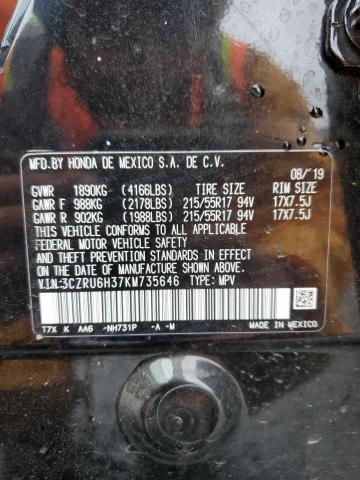 MFD.BY HONDA DE MEXICO S.A. DE C.V.
08/'19
GVWR 1890KG (4166LBS) TIRE SIZE RIM SIZE
GAWR F 988KG (2178LBS) 215/55R17 94V 17X7.5J
GAWR R 902KG (1988LBS) 215/55R17 94V 17X7.5J
THIS VEHICLE CONFORMS TO ALL APPLICABLE
FEDERAL MOTOR VEHICLE SAFETY
AND THEFT PREVENTION STANDARDS IN EFFECT
ON THE DATE OF MANUFACTURE SHOWN ABOVE.
V.I.N:3CZRU6H37KM735646 TYPE: MPV
T7X K AA6 -NH731P -A -M
MADE IN MEXICO